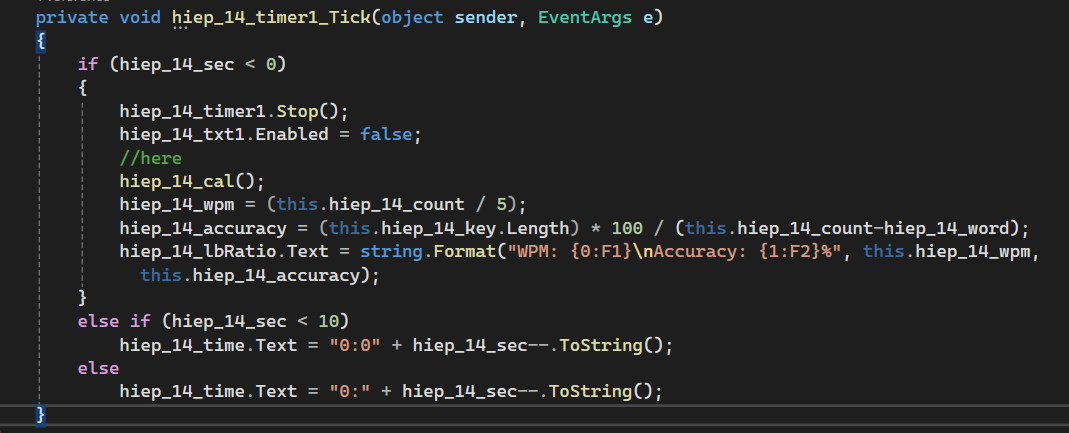 private void hiep_14_timer1_Tick(object sender, EventArgs e)
{
if (hiep_14_sec < 0)
{
hiep_14_timer1.Stop();
hiep_14_txt1.Enabled = false;
//here
hiep_14_cal();
hiep_14_wpm = (this.hiep_14_count / 5);
hiep_14_accuracy = (this.hiep_14_key.Length) * 100 / (this.hiep_14_count-hiep_14_word);
hiep_14_lbRatio.Text = string.Format("WPM: {0:F1}\nAccuracy: {1:F2}%", this.hiep_14_wpm,
this.hiep_14_accuracy);
}
else if (hiep_14_sec < 10)
hiep_14_time.Text = "0:0" + hiep_14_sec--.ToString();
else
hiep_14_time.Text = "0:" + hiep_14_sec--.ToString();
}